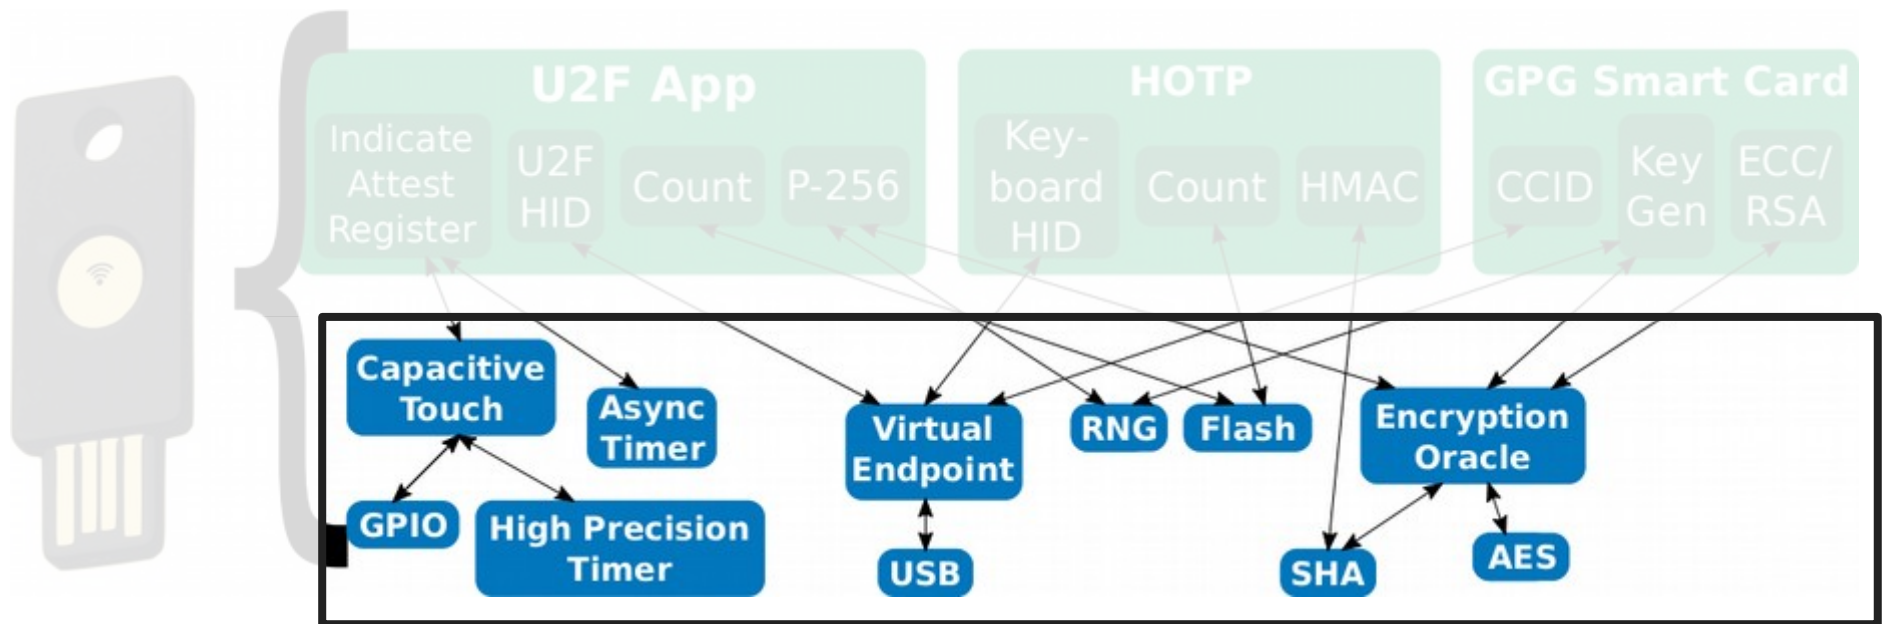 U2F App
Indicate
Attest
Register
U2F
HID
Count
P-256
HOTP
Key-
board
HID
Count
HMAC
GPG Smart Card
CCID
Key
Gen
ECC/
RSA
Capacitive
Touch
Async
Timer
Virtual
Endpoint
RNG
Flash
Encryption
Oracle
GPIO
High Precision
Timer
USB
SHA
AES